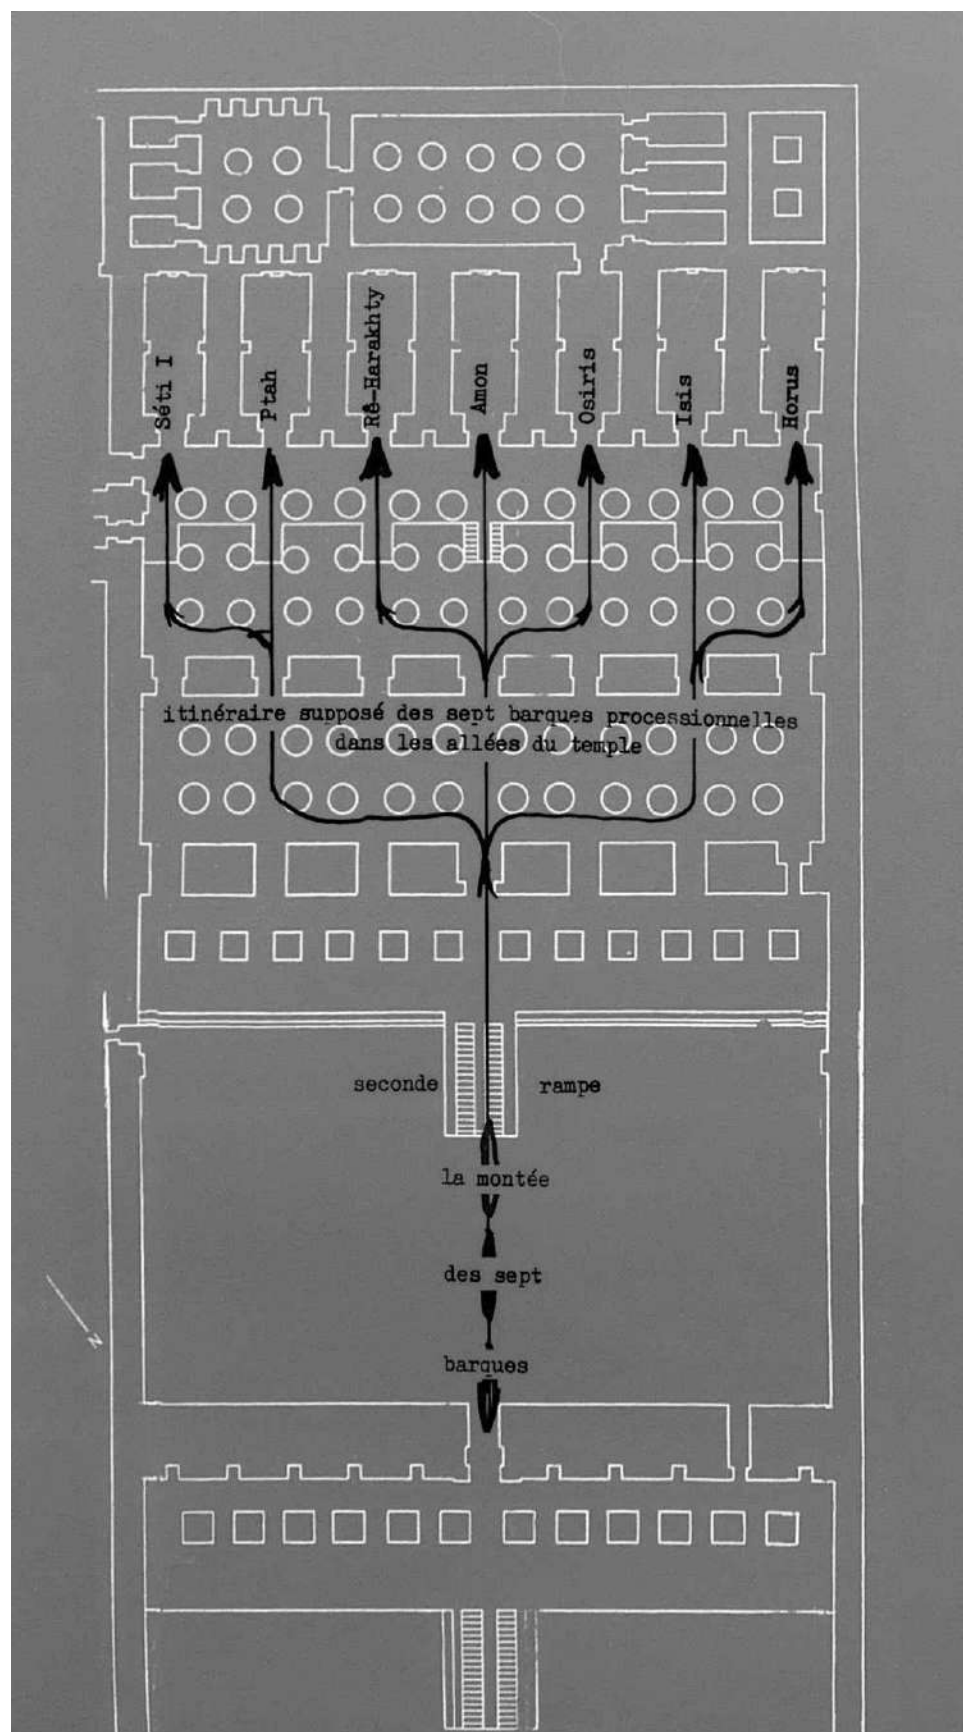 Séti I
Ptah
Rê-Harakhty
Amon
Osiris
Isis
Horus
itinéraire supposé des sept barques processionnelles
dans les allées du temple
seconde rampe
la montée
des sept
barques
N